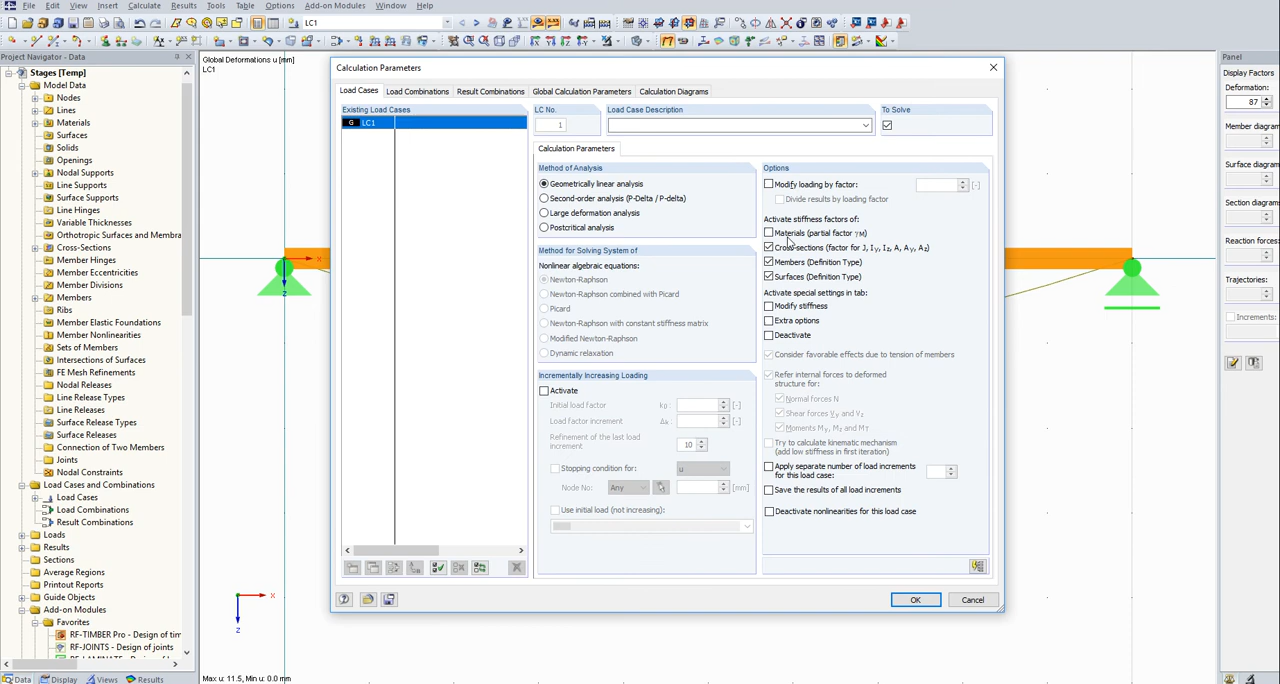 File Edit View Insert Calculate Results Tools Table Options Add-on Modules Window Help
LC1
Project Navigator - Data
Stages [Temp]
Model Data
Nodes
Lines
Materials
Surfaces
Solids
Openings
Nodal Supports
Line Supports
Surface Supports
Line Hinges
Variable Thicknesses
Orthotropic Surfaces and Membra
Cross-Sections
Member Hinges
Member Eccentricities
Member Divisions
Members
Ribs
Member Elastic Foundations
Member Nonlinearities
Sets of Members
Intersections of Surfaces
FE Mesh Refinements
Nodal Releases
Line Release Types
Line Releases
Surface Release Types
Surface Releases
Connection of Two Members
Joints
Nodal Constraints
Load Cases and Combinations
Load Cases
Load Combinations
Result Combinations
Loads
Results
Sections
Average Regions
Printout Reports
Guide Objects
Add-on Modules
Favorites
RF-TIMBER Pro - Design of tim
RF-JOINTS - Design of joints
Data Display Views Results
Global Deformations u [mm]
LC1
x
z
x
z
Max u: 11.5, Min u: 0.0 mm
Calculation Parameters
Load Cases Load Combinations Result Combinations Global Calculation Parameters Calculation Diagrams
Existing Load Cases
G LC1
LC No.
1
Load Case Description
To Solve
Calculation Parameters
Method of Analysis
Geometrically linear analysis
Second-order analysis (P-Delta / P-delta)
Large deformation analysis
Postcritical analysis
Method for Solving System of
Nonlinear algebraic equations:
Newton-Raphson
Newton-Raphson combined with Picard
Picard
Newton-Raphson with constant stiffness matrix
Modified Newton-Raphson
Dynamic relaxation
Incrementally Increasing Loading
Activate
Initial load factor k₀ : [-]
Load factor increment Δₖ : [-]
Refinement of the last load
increment 10
Stopping condition for: u
Node No: Any [mm]
Use initial load (not increasing):
Options
Modify loading by factor: [-]
Divide results by loading factor
Activate stiffness factors of:
Materials (partial factor γM)
Cross-sections (factor for J, Iy, Iz, A, Ay, Az)
Members (Definition Type)
Surfaces (Definition Type)
Activate special settings in tab:
Modify stiffness
Extra options
Deactivate
Consider favorable effects due to tension of members
Refer internal forces to deformed
structure for:
Normal forces N
Shear forces Vy and Vz
Moments My, Mz and MT
Try to calculate kinematic mechanism
(add low stiffness in first iteration)
Apply separate number of load increments
for this load case:
Save the results of all load increments
Deactivate nonlinearities for this load case
OK Cancel
Panel
Display Factors
Deformation:
87
Member diagram
Surface diagram
Section diagram
Reaction forces:
Trajectories:
Increments: